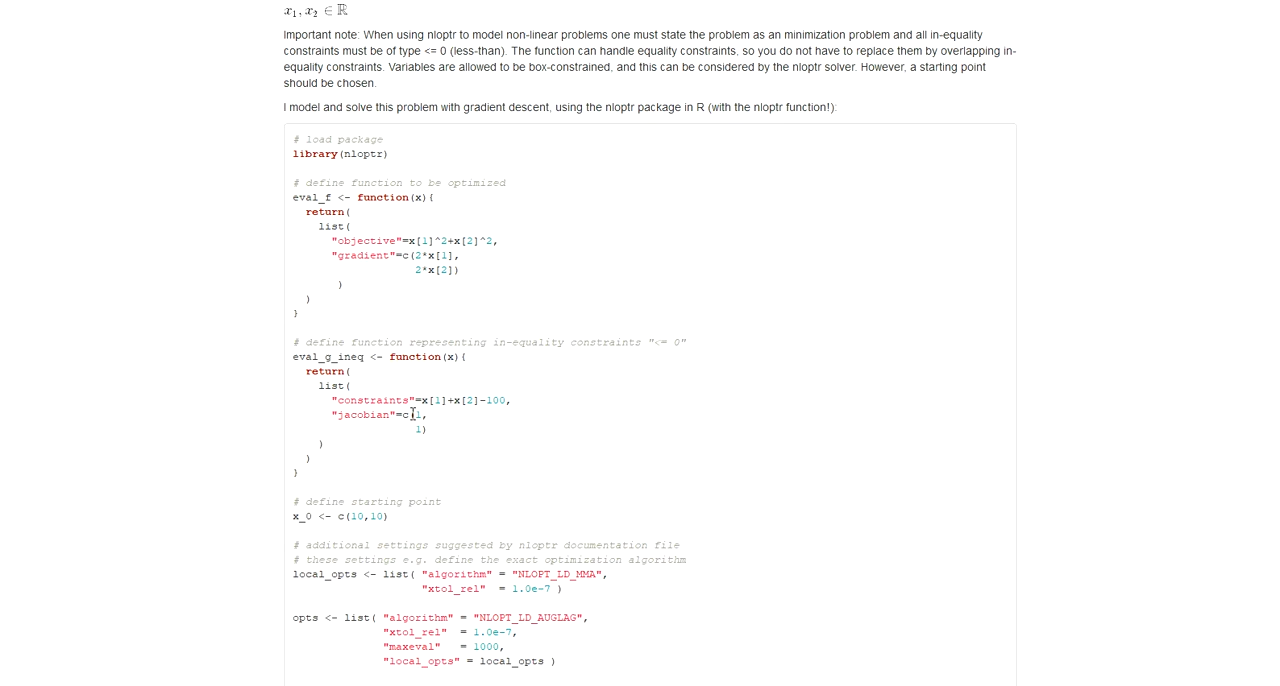 x₁, x₂ ∈ ℝ
Important note: When using nloptr to model non-linear problems one must state the problem as an minimization problem and all in-equality
constraints must be of type <= 0 (less-than). The function can handle equality constraints, so you do not have to replace them by overlapping in-
equality constraints. Variables are allowed to be box-constrained, and this can be considered by the nloptr solver. However, a starting point
should be chosen.
I model and solve this problem with gradient descent, using the nloptr package in R (with the nloptr function!):
# load package
library(nloptr)
# define function to be optimized
eval_f <- function(x){
return(
list(
"objective"=x[1]^2+x[2]^2,
"gradient"=c(2*x[1],
2*x[2])
)
)
}
# define function representing in-equality constraints "<= 0"
eval_g_ineq <- function(x){
return(
list(
"constraints"=x[1]+x[2]-100,
"jacobian"=c(1,
1)
)
)
}
# define starting point
x_0 <- c(10,10)
# additional settings suggested by nloptr documentation file
# these settings e.g. define the exact optimization algorithm
local_opts <- list( "algorithm" = "NLOPT_LD_MMA",
"xtol_rel" = 1.0e-7 )
opts <- list( "algorithm" = "NLOPT_LD_AUGLAG",
"xtol_rel" = 1.0e-7,
"maxeval" = 1000,
"local_opts" = local_opts )